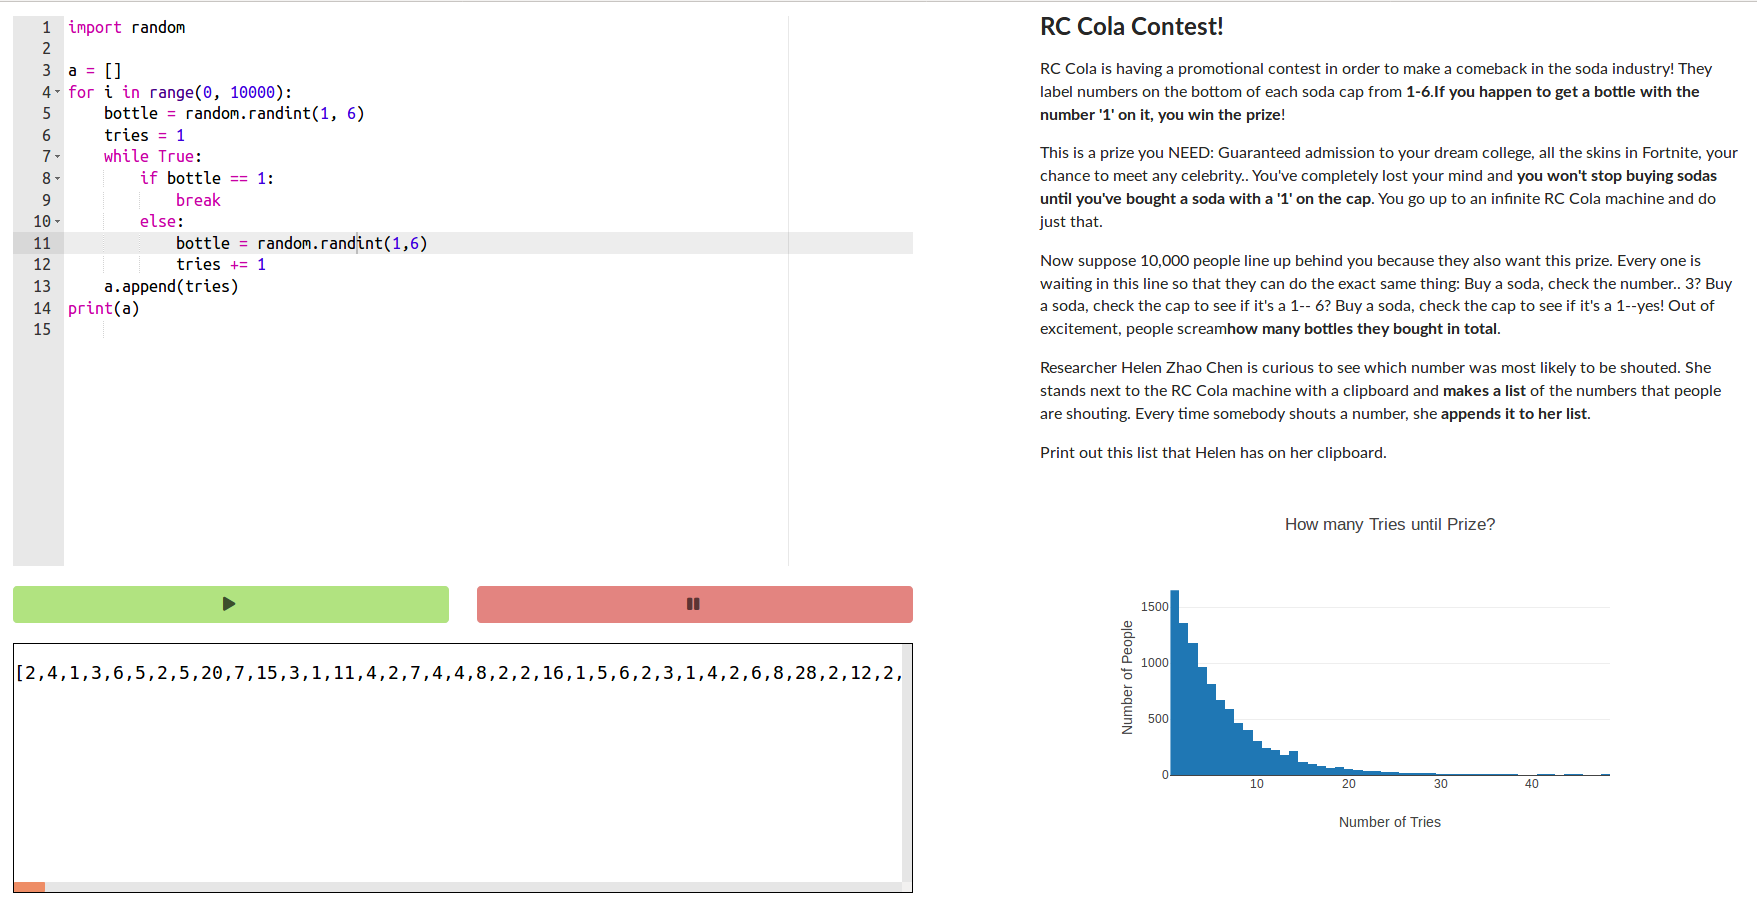 1 import random
2
3 a = []
4 for i in range(0, 10000):
5     bottle = random.randint(1, 6)
6     tries = 1
7     while True:
8         if bottle == 1:
9             break
10         else:
11             bottle = random.randint(1,6)
12             tries += 1
13     a.append(tries)
14 print(a)
15
[2,4,1,3,6,5,2,5,20,7,15,3,1,11,4,2,7,4,4,8,2,2,16,1,5,6,2,3,1,4,2,6,8,28,2,12,2,
RC Cola Contest!
RC Cola is having a promotional contest in order to make a comeback in the soda industry! They
label numbers on the bottom of each soda cap from 1-6.If you happen to get a bottle with the
number '1' on it, you win the prize!
This is a prize you NEED: Guaranteed admission to your dream college, all the skins in Fortnite, your
chance to meet any celebrity.. You've completely lost your mind and you won't stop buying sodas
until you've bought a soda with a '1' on the cap. You go up to an infinite RC Cola machine and do
just that.
Now suppose 10,000 people line up behind you because they also want this prize. Every one is
waiting in this line so that they can do the exact same thing: Buy a soda, check the number.. 3? Buy
a soda, check the cap to see if it's a 1-- 6? Buy a soda, check the cap to see if it's a 1--yes! Out of
excitement, people screamhow many bottles they bought in total.
Researcher Helen Zhao Chen is curious to see which number was most likely to be shouted. She
stands next to the RC Cola machine with a clipboard and makes a list of the numbers that people
are shouting. Every time somebody shouts a number, she appends it to her list.
Print out this list that Helen has on her clipboard.
How many Tries until Prize?
Number of People
1500
1000
500
0
10 20 30 40
Number of Tries